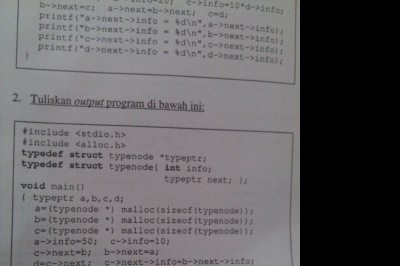 c->info=10*d->info;
b->next=c; a->next=b->next; c=d;
printf("a->next->info = %d\n",a->next->info);
printf("b->next->info = %d\n",b->next->info);
printf("c->next->info = %d\n",c->next->info);
printf("d->next->info = %d\n",d->next->info);
}
2. Tuliskan output program di bawah ini:
#include <stdio.h>
#include <alloc.h>
typedef struct typenode *typeptr;
typedef struct typenode{ int info;
typeptr next; };
void main()
{ typeptr a,b,c,d;
a=(typenode *) malloc(sizeof(typenode));
b=(typenode *) malloc(sizeof(typenode));
c=(typenode *) malloc(sizeof(typenode));
a->info=50; c->info=10;
c->next=b; b->next=a;
d=c->next; c->next->info=b->next->info;